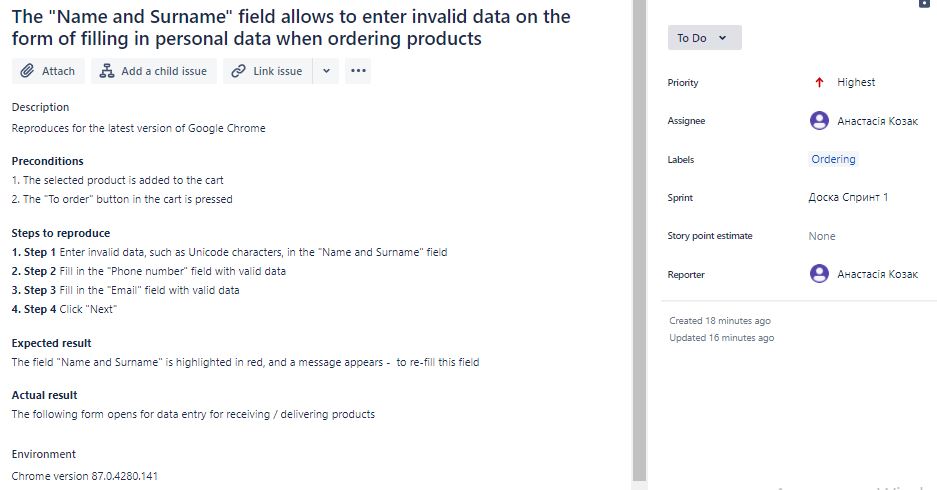 The "Name and Surname" field allows to enter invalid data on the
form of filling in personal data when ordering products
Attach
Add a child issue
Link issue
Description
Reproduces for the latest version of Google Chrome
Preconditions
1. The selected product is added to the cart
2. The "To order" button in the cart is pressed
Steps to reproduce
1. Step 1 Enter invalid data, such as Unicode characters, in the "Name and Surname" field
2. Step 2 Fill in the "Phone number" field with valid data
3. Step 3 Fill in the "Email" field with valid data
4. Step 4 Click "Next"
Expected result
The field "Name and Surname" is highlighted in red, and a message appears - to re-fill this field
Actual result
The following form opens for data entry for receiving / delivering products
Environment
Chrome version 87.0.4280.141
To Do
Priority
Highest
Assignee
Анастасія Козак
Labels
Ordering
Sprint
Доска Спринт 1
Story point estimate
None
Reporter
Анастасія Козак
Created 18 minutes ago
Updated 16 minutes ago